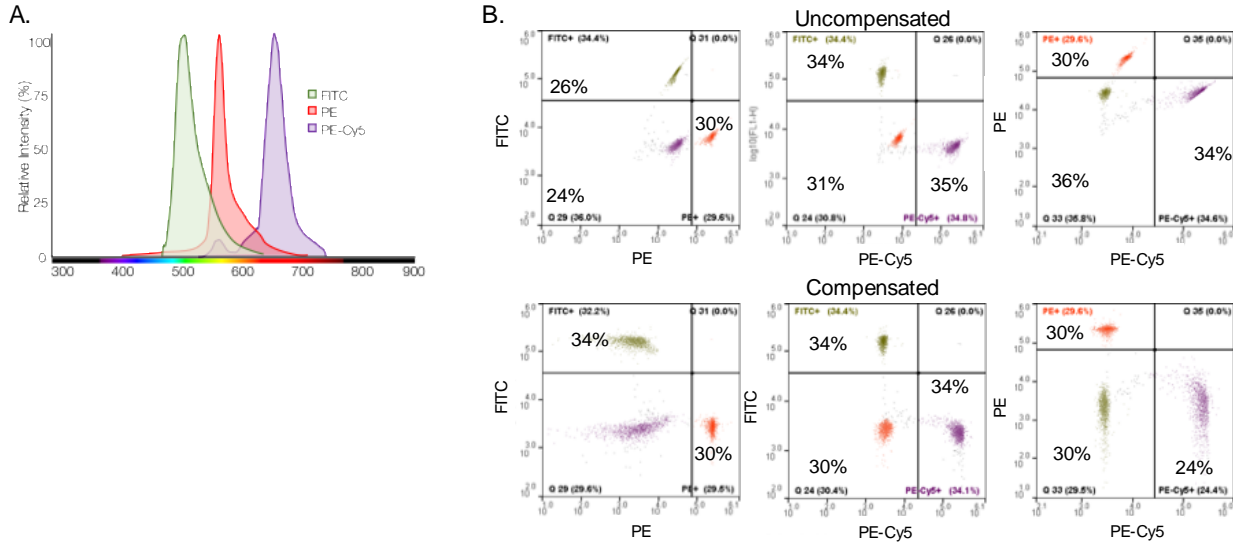 A.
100
75
50
25
0
Relative Intensity (%)
300 400 500 600 700 800 900
FITC
PE
PE-Cy5
B.
Uncompensated
FITC+ (34.4%)
Q 31 (0.0%)
26%
30%
24%
Q 29 (36.0%)
PE+ (29.6%)
FITC
PE
FITC+ (34.4%)
Q 26 (0.0%)
34%
31%
35%
Q 24 (30.8%)
PE-Cy5+ (34.8%)
log10(FL1-H)
PE-Cy5
PE+ (29.6%)
Q 35 (0.0%)
30%
34%
36%
Q 33 (35.8%)
PE-Cy5+ (34.6%)
PE
PE-Cy5
Compensated
FITC+ (32.2%)
Q 31 (0.0%)
34%
30%
Q 29 (29.6%)
PE+ (29.5%)
FITC
PE
FITC+ (34.4%)
Q 26 (0.0%)
34%
34%
30%
Q 24 (30.4%)
PE-Cy5+ (34.1%)
FITC
PE-Cy5
PE+ (29.6%)
Q 35 (0.0%)
30%
30%
24%
Q 33 (29.5%)
PE-Cy5+ (24.4%)
PE
PE-Cy5